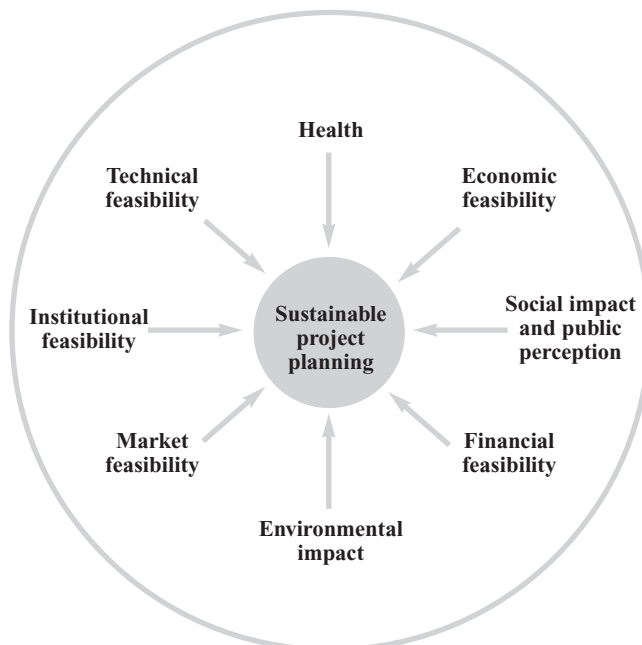 Health
Technical
feasibility
Economic
feasibility
Institutional
feasibility
Sustainable
project
planning
Social impact
and public
perception
Market
feasibility
Financial
feasibility
Environmental
impact